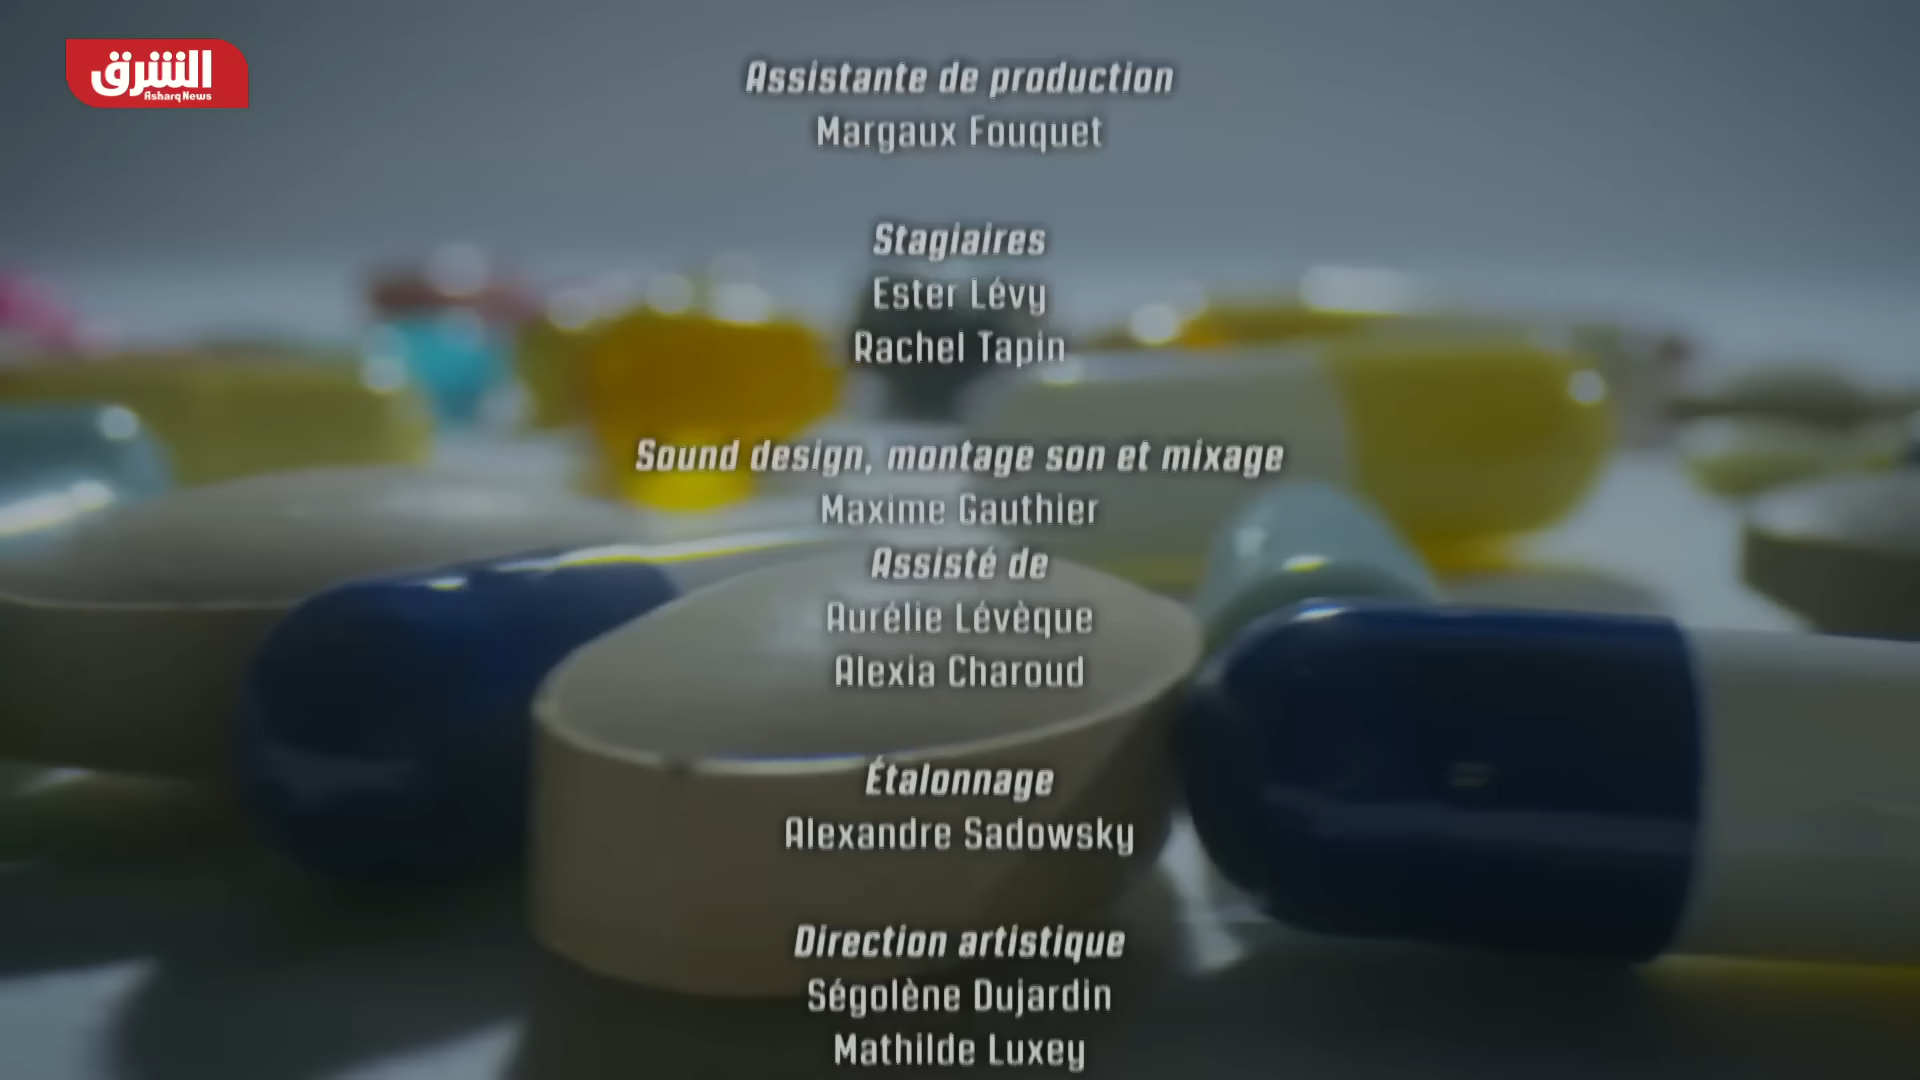 الشرق
Asharq News
Assistante de production
Margaux Fouquet
Stagiaires
Ester Lévy
Rachel Tapin
Sound design, montage son et mixage
Maxime Gauthier
Assisté de
Aurélie Lévèque
Alexia Charoud
Étalonnage
Alexandre Sadowsky
Direction artistique
Ségolène Dujardin
Mathilde Luxey